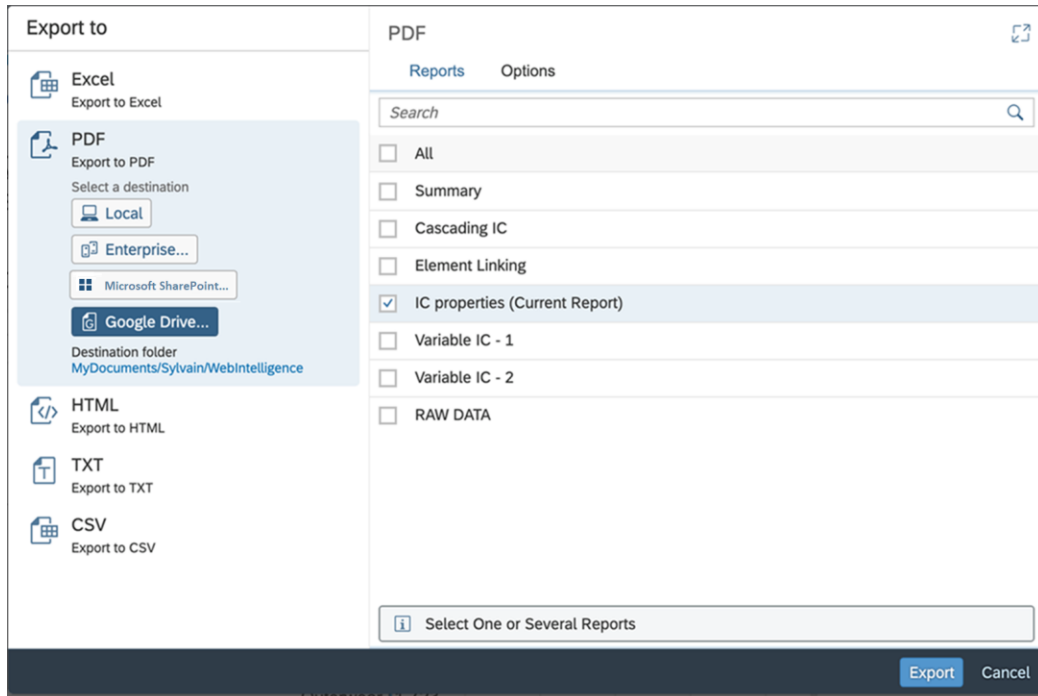 Export to
Excel
Export to Excel
PDF
Export to PDF
Select a destination
Local
Enterprise...
Microsoft SharePoint...
Google Drive...
Destination folder
MyDocuments/Sylvain/WebIntelligence
HTML
Export to HTML
TXT
Export to TXT
CSV
Export to CSV
PDF
Reports Options
Search
All
Summary
Cascading IC
Element Linking
IC properties (Current Report)
Variable IC - 1
Variable IC - 2
RAW DATA
Select One or Several Reports
Export Cancel